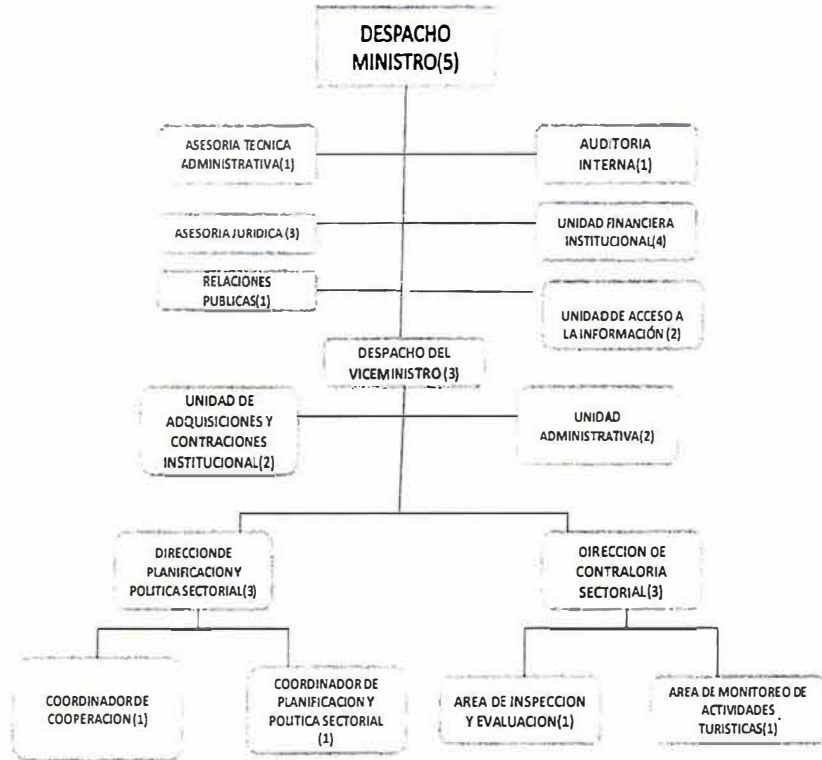 DESPACHO
MINISTRO(5)
ASESORIA TECNICA
ADMINISTRATIVA(1)
AUDITORIA
INTERNA(1)
ASESORIA JURIDICA (3)
UNIDAD FINANCIERA
INSTITUCIONAL(4)
RELACIONES
PUBLICAS(1)
UNIDAD DE ACCESO A
LA INFORMACIÓN (2)
DESPACHO DEL
VICEMINISTRO (3)
UNIDAD DE
ADQUISICIONES Y
CONTRACIONES
INSTITUCIONAL(2)
UNIDAD
ADMINISTRATIVA(2)
DIRECCIONDE
PLANIFICACION Y
POLITICA SECTORIAL(3)
DIRECCION DE
CONTRALORIA
SECTORIAL(3)
COORDINADOR DE
COOPERACION (1)
COORDINADOR DE
PLANIFICACION Y
POLITICA SECTORIAL
(1)
AREA DE INSPECCION
Y EVALUACION(1)
AREA DE MONITOREO DE
ACTIVIDADES
TURISTICAS(1)